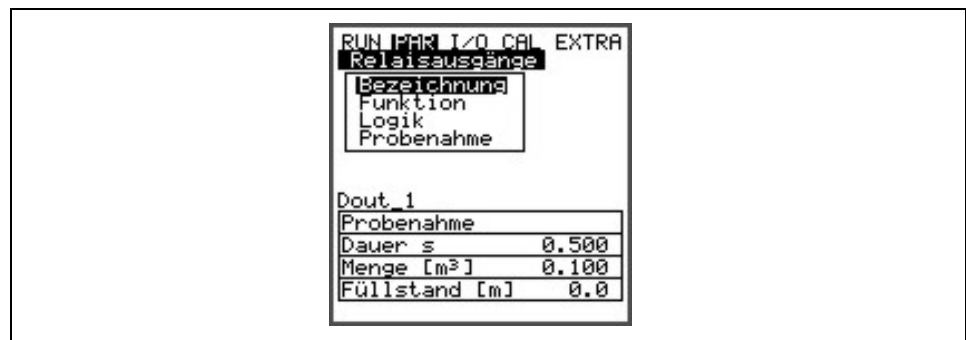 RUN PAR I/O CAL EXTRA
Relaisausgänge
Bezeichnung
Funktion
Logik
Probenahme
Dout_1
Probenahme
Dauer s 0.500
Menge [m³] 0.100
Füllstand [m] 0.0